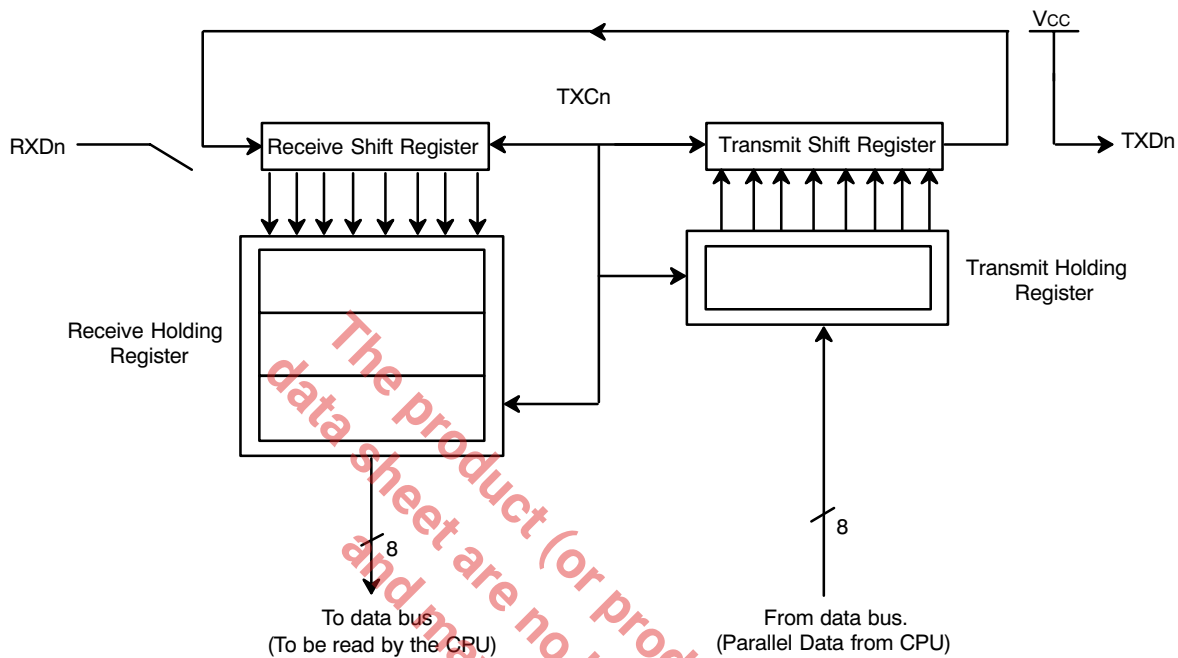 Vcc
TXCn
RXDn
Receive Shift Register
Transmit Shift Register
TXDn
Receive Holding
Register
Transmit Holding
Register
8
8
To data bus
(To be read by the CPU)
From data bus.
(Parallel Data from CPU)
The product (or prod
data sheet are no
and